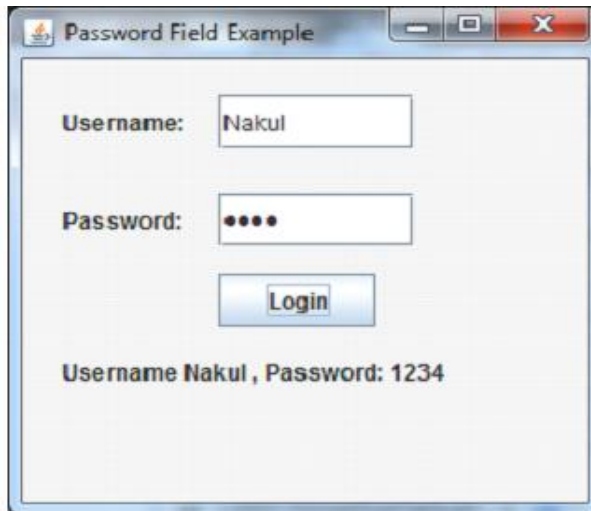 Password Field Example
Username: Nakul
Password: ••••
Login
Username Nakul , Password: 1234